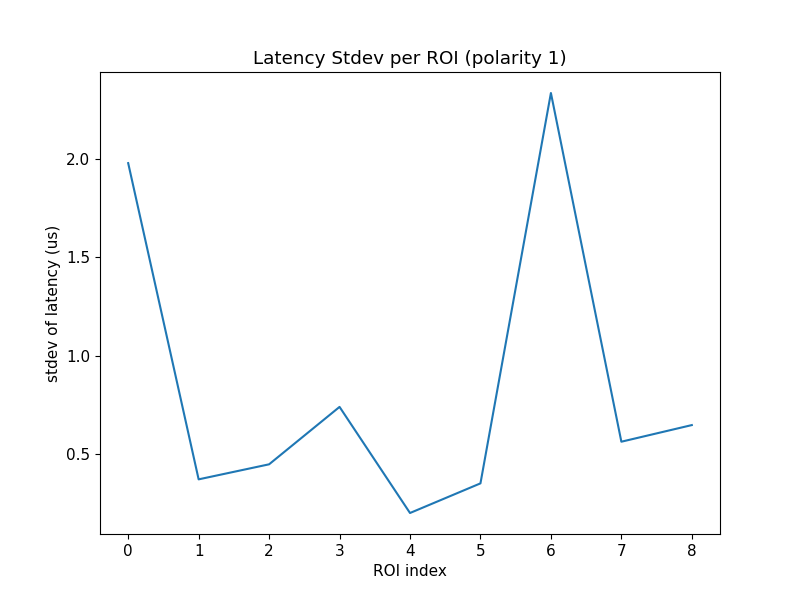 Latency Stdev per ROI (polarity 1)
stdev of latency (us)
2.0
1.5
1.0
0.5
0 1 2 3 4 5 6 7 8
ROI index